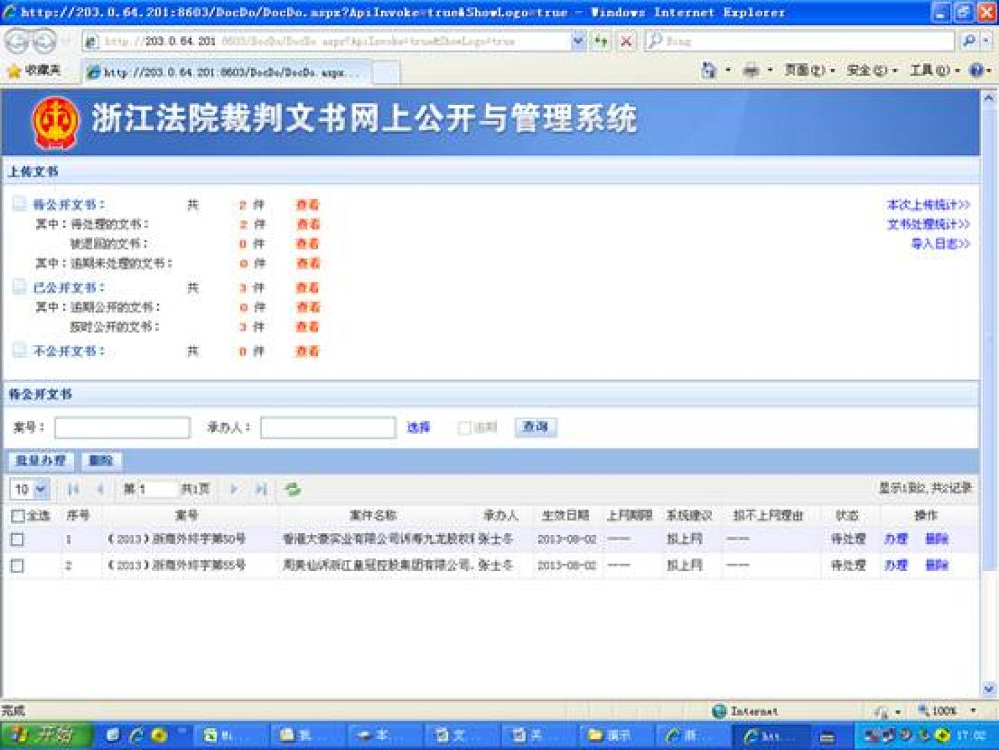 http://203.0.64.201:8603/DocDo/DocDo.aspx?ApiInvoke=true&ShowLogo=true - Windows Internet Explorer
http://203.0.64.201:8603/DocDo/DocDo.aspx?ApiInvoke=true&ShowLogo=true Bing
收藏夹 http://203.0.64.201:8603/DocDo/DocDo.aspx... 页面(P) 安全(S) 工具(O)
浙江法院裁判文书网上公开与管理系统
上传文书
待公开文书: 共 2 件 查看 本次上传统计>>
其中:待处理的文书: 2 件 查看 文书处理统计>>
被退回的文书: 0 件 查看 导入日志>>
其中:逾期未处理的文书: 0 件 查看
已公开文书: 共 3 件 查看
其中:逾期公开的文书: 0 件 查看
按时公开的文书: 3 件 查看
不公开文书: 共 0 件 查看
待公开文书
案号: 承办人: 选择 逾期 查询
批量办理 删除
10 第 1 共1页 显示1到2,共2记录
全选 序号 案号 案件名称 承办人 生效日期 上网期限 系统建议 拟不上网理由 状态 操作
1 (2013)浙商外终字第50号 香港大豪实业有限公司诉寿九龙股权 张士冬 2013-08-02 —— 拟上网 —— 待处理 办理 删除
2 (2013)浙商外终字第55号 周美仙诉浙江皇冠控股集团有限公司. 张士冬 2013-08-02 —— 拟上网 —— 待处理 办理 删除
完成 Internet 100%
开始 演示 17:02